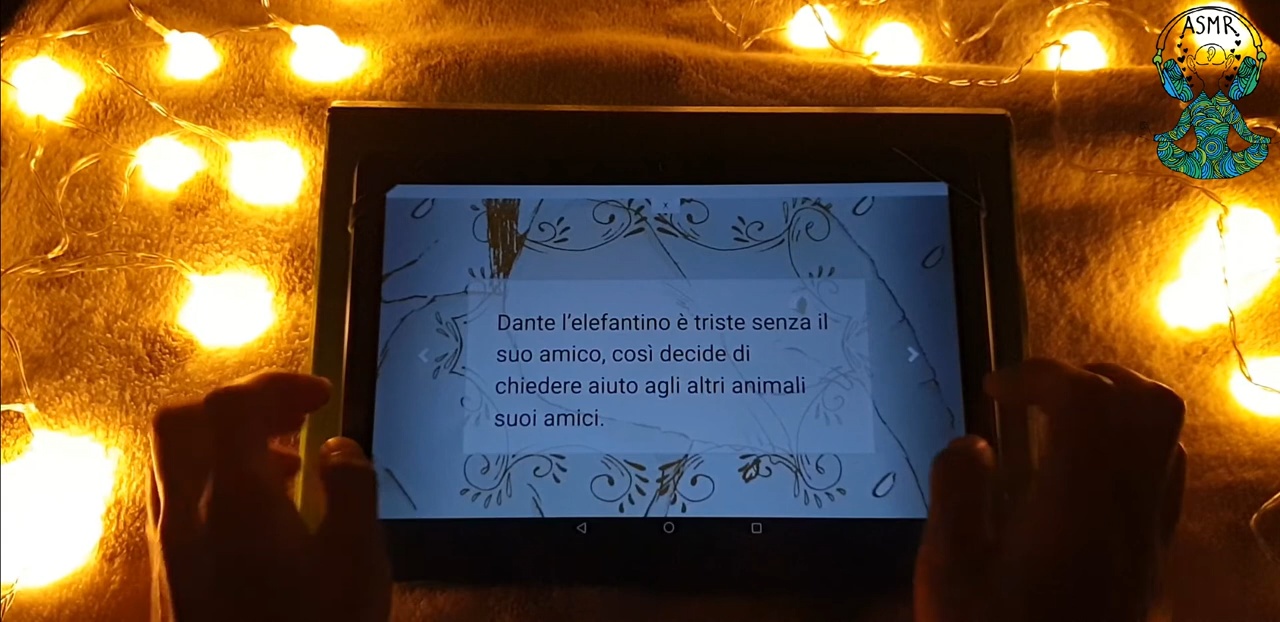 ASMR
x
Dante l'elefantino è triste senza il
suo amico, così decide di
chiedere aiuto agli altri animali
suoi amici.